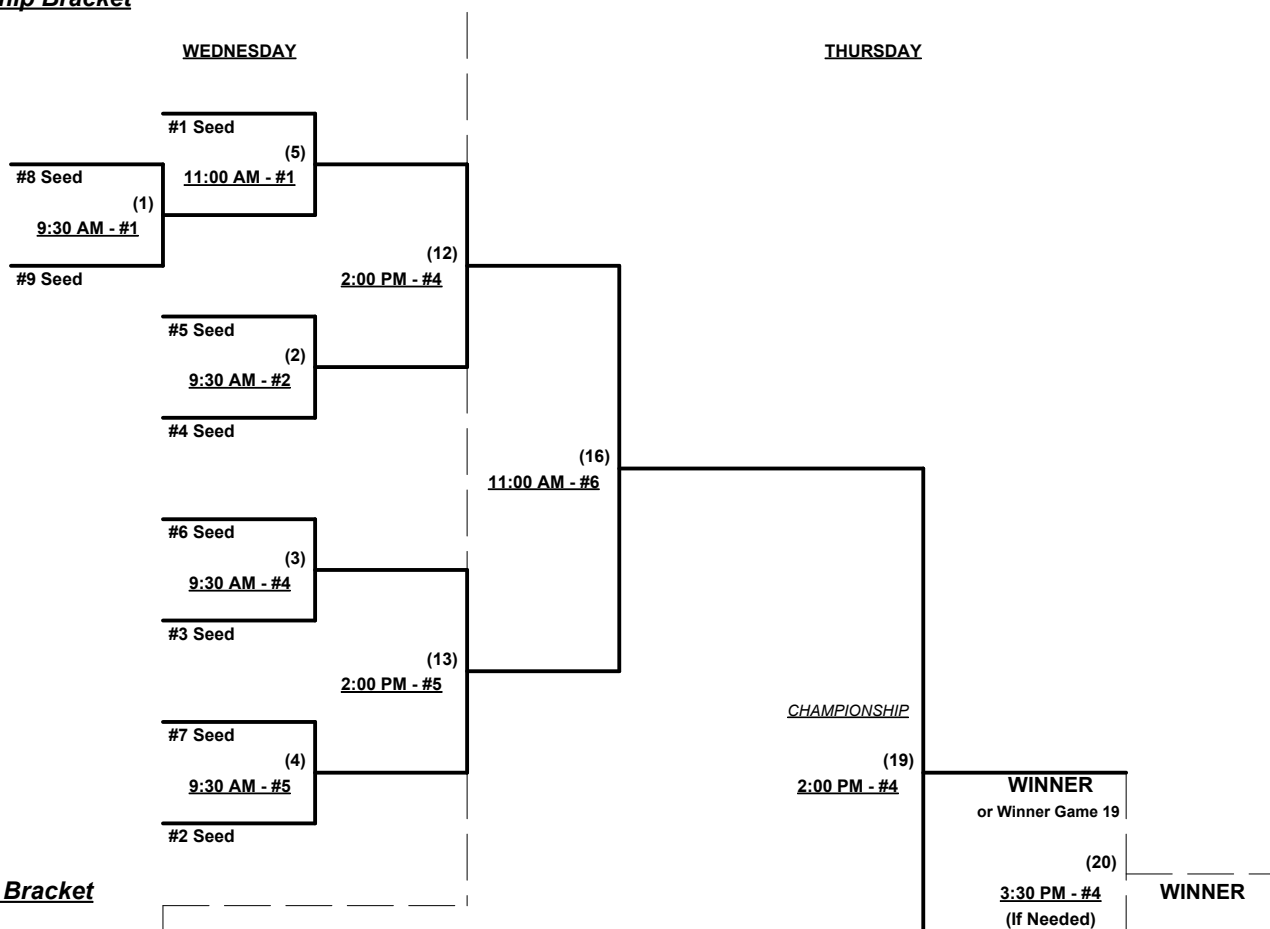 Bracket
WEDNESDAY
THURSDAY
#1 Seed
(5)
#8 Seed
11:00 AM - #1
(1)
9:30 AM - #1
#9 Seed
(12)
2:00 PM - #4
#5 Seed
(2)
9:30 AM - #2
#4 Seed
(16)
11:00 AM - #6
#6 Seed
(3)
9:30 AM - #4
#3 Seed
(13)
2:00 PM - #5
CHAMPIONSHIP
#7 Seed
(4)
(19)
9:30 AM - #5
2:00 PM - #4
WINNER
or Winner Game 19
#2 Seed
(20)
Bracket
3:30 PM - #4
WINNER
(If Needed)